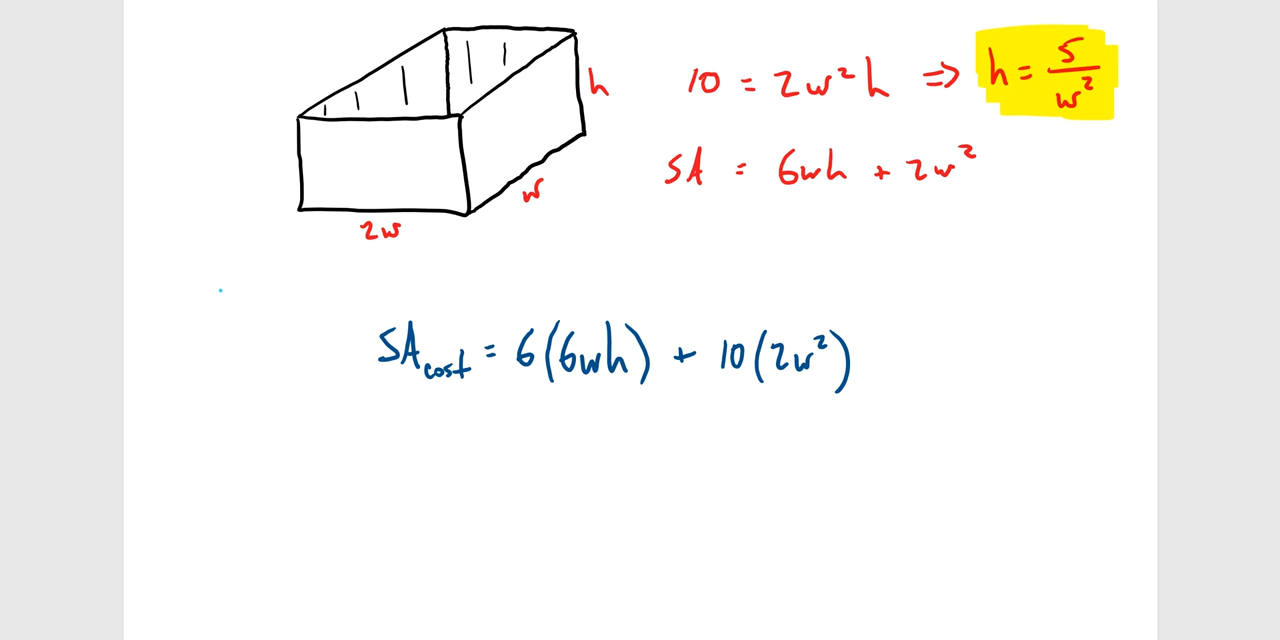 h
10 = 2w²h ⇒ h = 5/w²
SA = 6wh + 2w²
w
2w
SA_cost = 6(6wh) + 10(2w²)